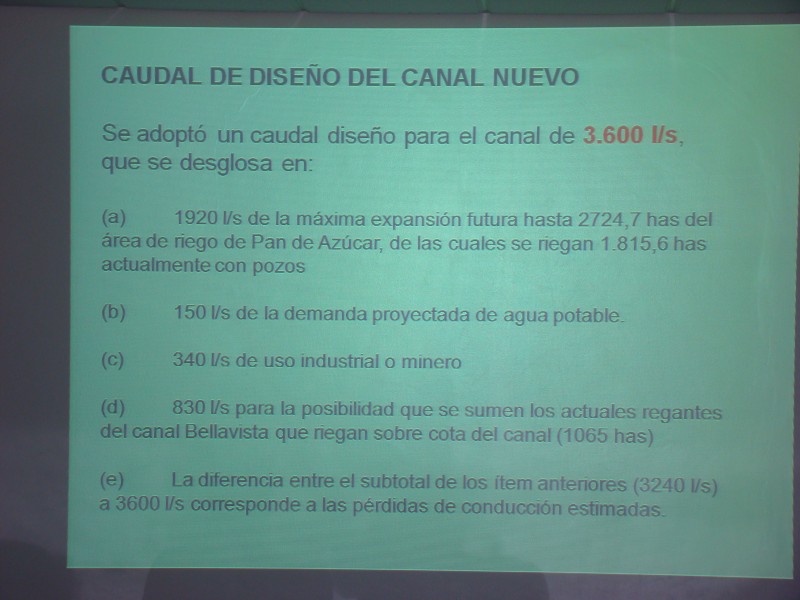 CAUDAL DE DISEÑO DEL CANAL NUEVO
Se adoptó un caudal diseño para el canal de 3.600 l/s,
que se desglosa en:
(a) 1920 l/s de la máxima expansión futura hasta 2724,7 has del
área de riego de Pan de Azúcar, de las cuales se riegan 1.815,6 has
actualmente con pozos
(b) 150 l/s de la demanda proyectada de agua potable.
(c) 340 l/s de uso industrial o minero
(d) 830 l/s para la posibilidad que se sumen los actuales regantes
del canal Bellavista que riegan sobre cota del canal (1065 has)
(e) La diferencia entre el subtotal de los ítem anteriores (3240 l/s)
a 3600 l/s corresponde a las pérdidas de conducción estimadas.